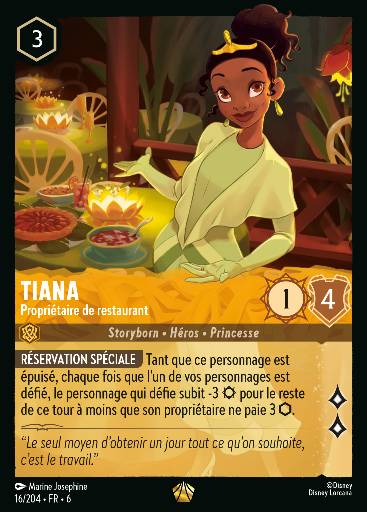 3
TIANA
Propriétaire de restaurant
1
4
Storyborn • Héros • Princesse
RÉSERVATION SPÉCIALE Tant que ce personnage est
épuisé, chaque fois que l'un de vos personnages est
défié, le personnage qui défie subit -3 pour le reste
de ce tour à moins que son propriétaire ne paie 3.
“Le seul moyen d'obtenir un jour tout ce qu'on souhaite,
c'est le travail.”
Marine Josephine
16/204 • FR • 6
©Disney
Disney Lorcana